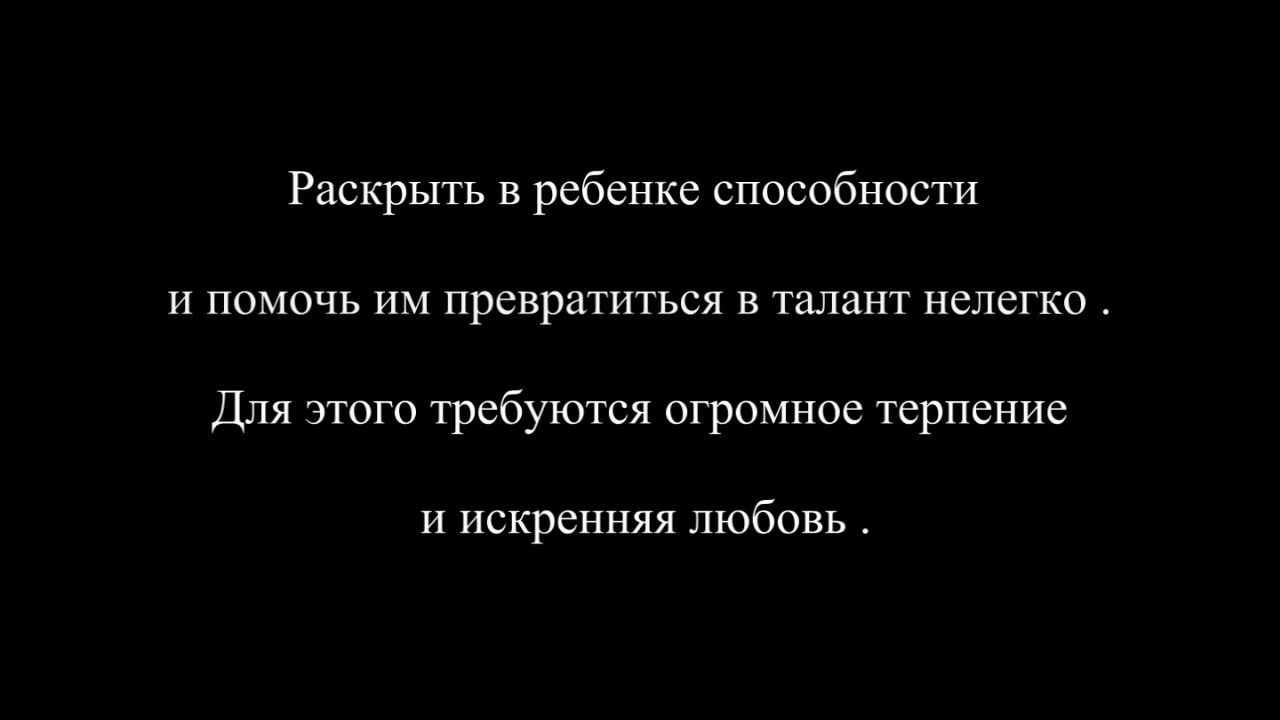 Раскрыть в ребенке способности
и помочь им превратиться в талант нелегко .
Для этого требуются огромное терпение
и искренняя любовь .